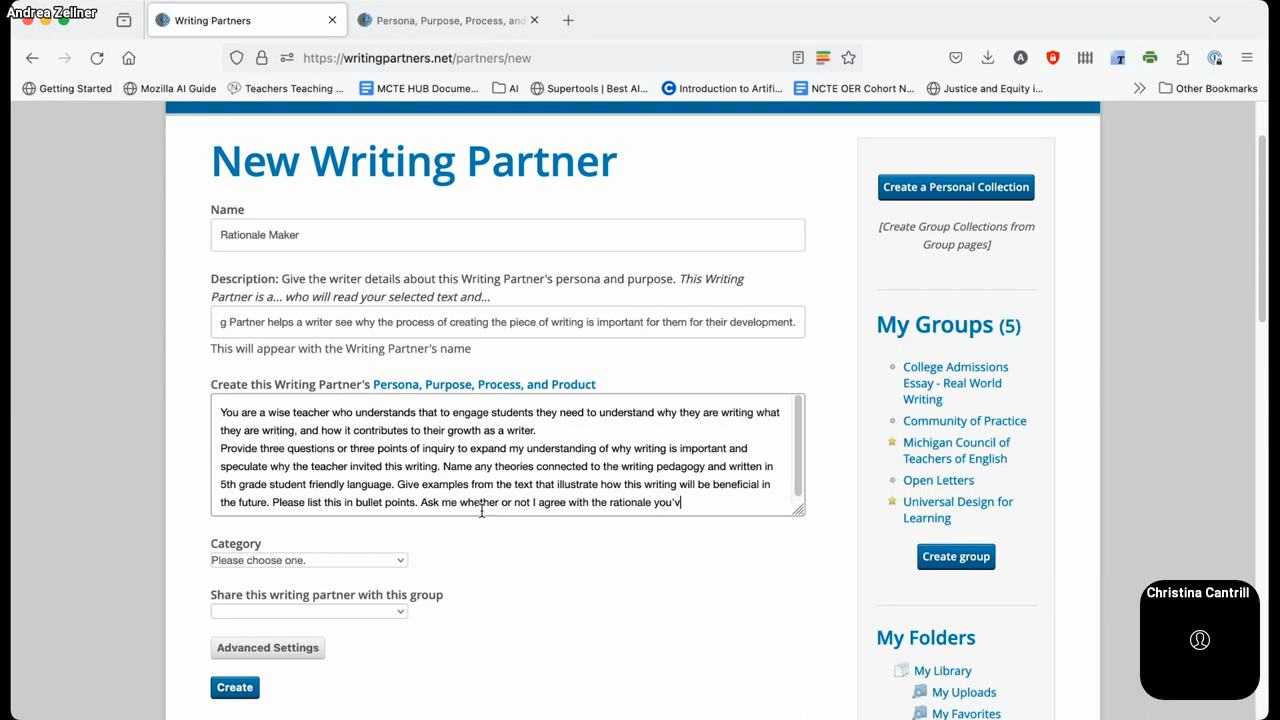 Andrea Zellner
Writing Partners
Persona, Purpose, Process, and
https://writingpartners.net/partners/new
Getting Started
Mozilla AI Guide
Teachers Teaching ...
MCTE HUB Docume...
AI
Supertools | Best AI...
Introduction to Artifi...
NCTE OER Cohort N...
Justice and Equity i...
Other Bookmarks
New Writing Partner
Name
Rationale Maker
Description: Give the writer details about this Writing Partner's persona and purpose. This Writing
Partner is a... who will read your selected text and...
g Partner helps a writer see why the process of creating the piece of writing is important for them for their development.
This will appear with the Writing Partner's name
Create this Writing Partner's Persona, Purpose, Process, and Product
You are a wise teacher who understands that to engage students they need to understand why they are writing what
they are writing, and how it contributes to their growth as a writer.
Provide three questions or three points of inquiry to expand my understanding of why writing is important and
speculate why the teacher invited this writing. Name any theories connected to the writing pedagogy and written in
5th grade student friendly language. Give examples from the text that illustrate how this writing will be beneficial in
the future. Please list this in bullet points. Ask me whether or not I agree with the rationale you'v
Category
Please choose one.
Share this writing partner with this group
Advanced Settings
Create
Create a Personal Collection
[Create Group Collections from
Group pages]
My Groups (5)
College Admissions
Essay - Real World
Writing
Community of Practice
Michigan Council of
Teachers of English
Open Letters
Universal Design for
Learning
Create group
My Folders
My Library
My Uploads
My Favorites
Christina Cantrill